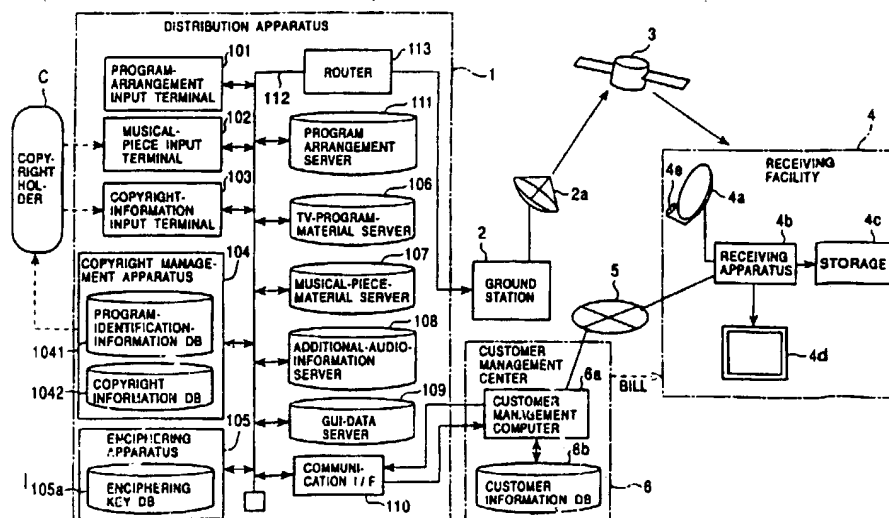 DISTRIBUTION APPARATUS
101
PROGRAM-
ARRANGEMENT
INPUT TERMINAL
102
MUSICAL-
PIECE INPUT
TERMINAL
103
COPYRIGHT-
INFORMATION
INPUT TERMINAL
C
COPY-
RIGHT
HOL-
DER
104
COPYRIGHT MANAGE-
MENT APPARATUS
PROGRAM-
IDENTIFICATION-
INFORMATION DB
1041
1042
COPYRIGHT
INFORMATION DB
105
ENCIPHERING
APPARATUS
105a
ENCIPHERING
KEY DB
113
ROUTER
112
1
111
PROGRAM
ARRANGEMENT
SERVER
106
TV-PROGRAM-
MATERIAL SERVER
107
MUSICAL-PIECE-
MATERIAL SERVER
108
ADDITIONAL-AUDIO-
INFORMATION
SERVER
109
GUI-DATA
SERVER
COMMUNI-
CATION I/F
110
2
GROUND
STATION
2a
3
4
RECEIVING
FACILITY
4e
4a
4b
RECEIVING
APPARATUS
4c
STORAGE
4d
5
CUSTOMER
MANAGEMENT
CENTER
BILL
6a
CUSTOMER
MANAGEMENT
COMPUTER
6b
CUSTOMER
INFORMATION DB
6